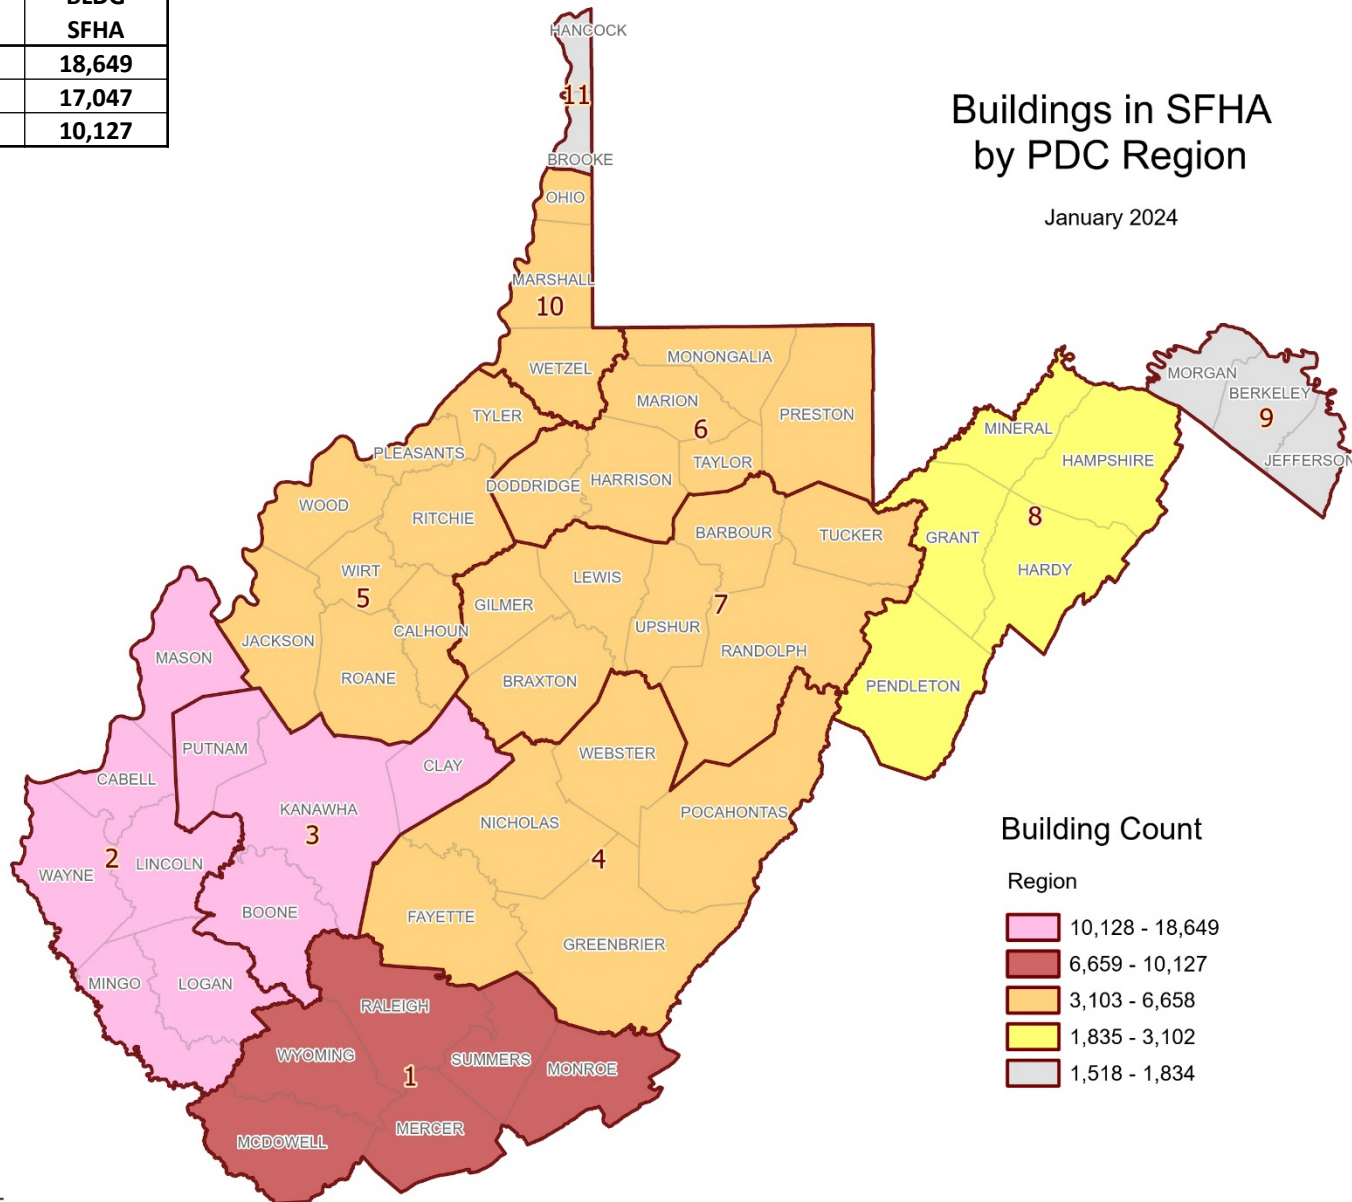 BLDG
SFHA
18,649
17,047
10,127
Buildings in SFHA
by PDC Region
January 2024
HANCOCK
11
BROOKE
OHIO
MARSHALL
10
WETZEL
MONONGALIA
MARION
6
PRESTON
TAYLOR
HARRISON
DODDRIDGE
TYLER
PLEASANTS
WOOD
RITCHIE
WIRT
5
CALHOUN
JACKSON
ROANE
MORGAN
BERKELEY
9
JEFFERSON
MINERAL
HAMPSHIRE
8
GRANT
HARDY
PENDLETON
BARBOUR
TUCKER
LEWIS
GILMER
7
UPSHUR
RANDOLPH
BRAXTON
MASON
PUTNAM
CLAY
CABELL
KANAWHA
3
2
LINCOLN
WAYNE
BOONE
MINGO
LOGAN
WEBSTER
POCAHONTAS
NICHOLAS
4
FAYETTE
GREENBRIER
RALEIGH
WYOMING
SUMMERS
MONROE
1
MERCER
MCDOWELL
Building Count
Region
10,128 - 18,649
6,659 - 10,127
3,103 - 6,658
1,835 - 3,102
1,518 - 1,834